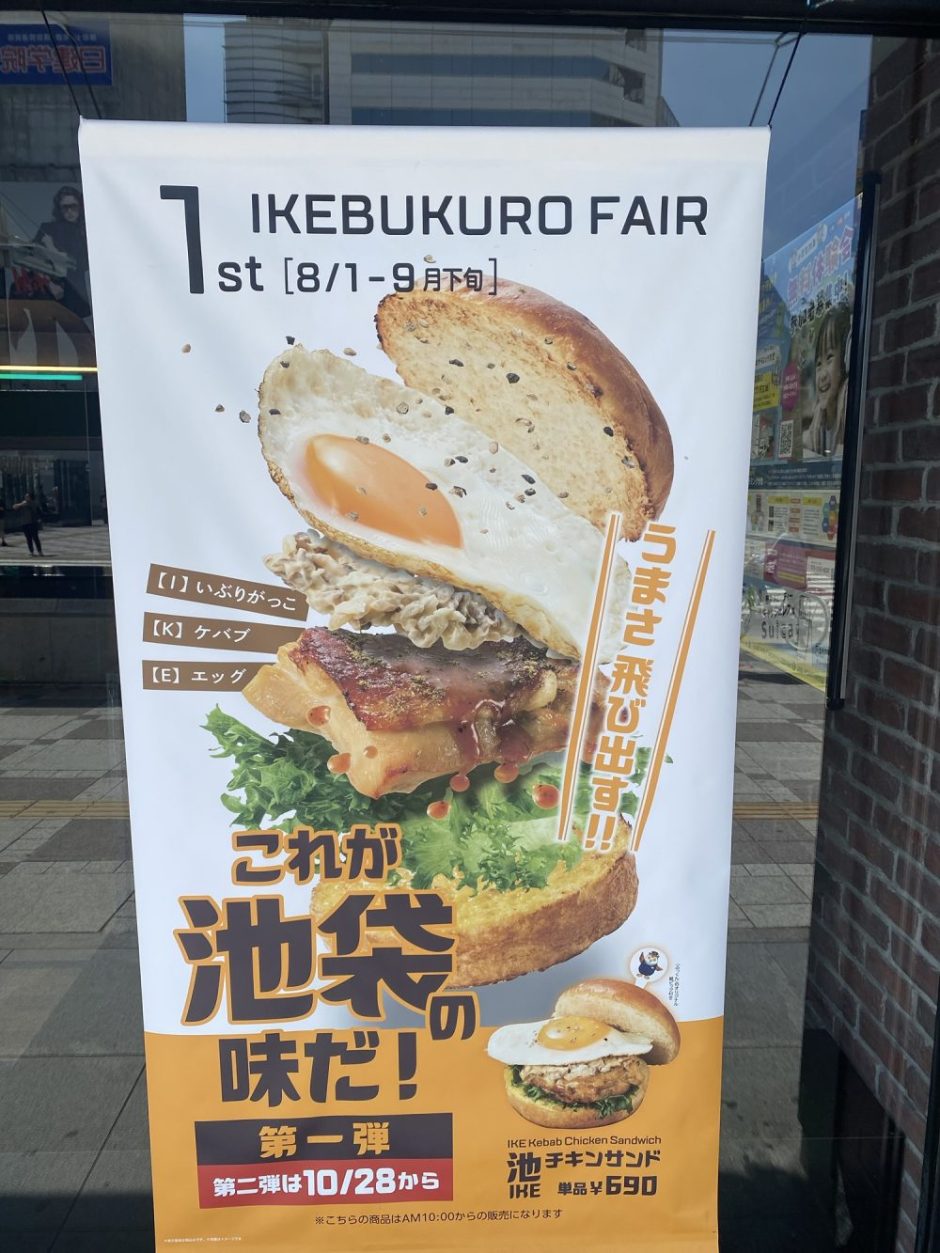 1st IKEBUKURO FAIR
[8/1-9月下旬]
【I】いぶりがっこ
【K】ケバブ
【E】エッグ
うまさ飛び出す!!
これが
池袋の
味だ!
第一弾
第二弾は10/28から
IKE Kebab Chicken Sandwich
池チキンサンド
IKE 単品¥690
※こちらの商品はAM10:00からの販売になります